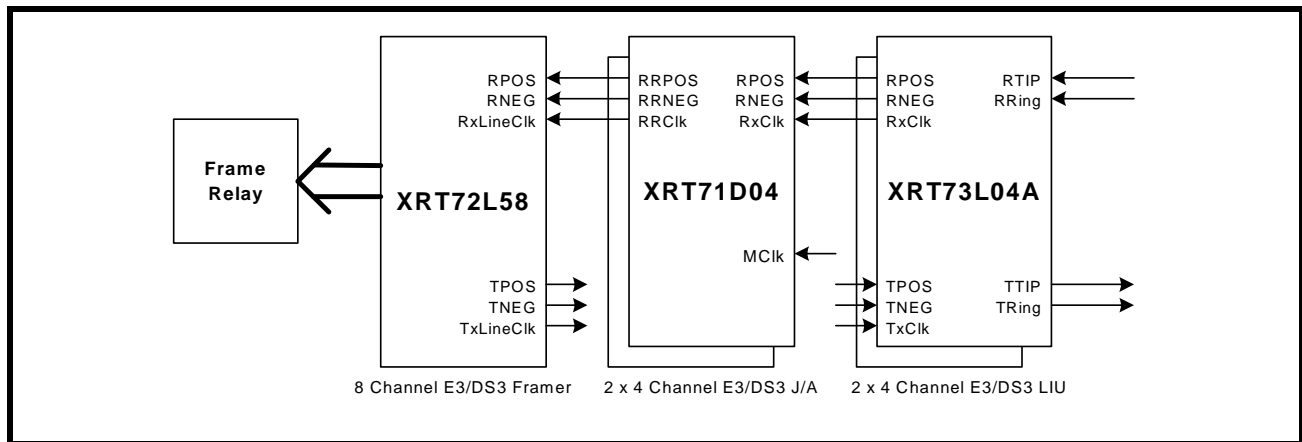 RPOS
RNEG
RxLineClk
Frame
Relay
XRT72L58
TPOS
TNEG
TxLineClk
8 Channel E3/DS3 Framer
RRPOS
RRNEG
RRClk
RPOS
RNEG
RxClk
XRT71D04
MClk
2 x 4 Channel E3/DS3 J/A
RPOS
RNEG
RxClk
RTIP
RRing
XRT73L04A
TPOS
TNEG
TxClk
TTIP
TRing
2 x 4 Channel E3/DS3 LIU